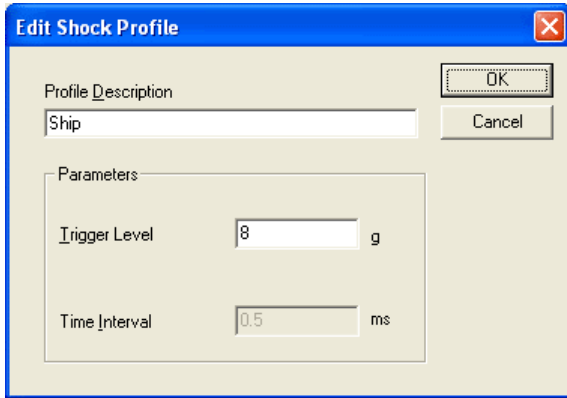 Edit Shock Profile
OK
Profile Description
Ship
Cancel
Parameters
Trigger Level 8 g
Time Interval 0.5 ms